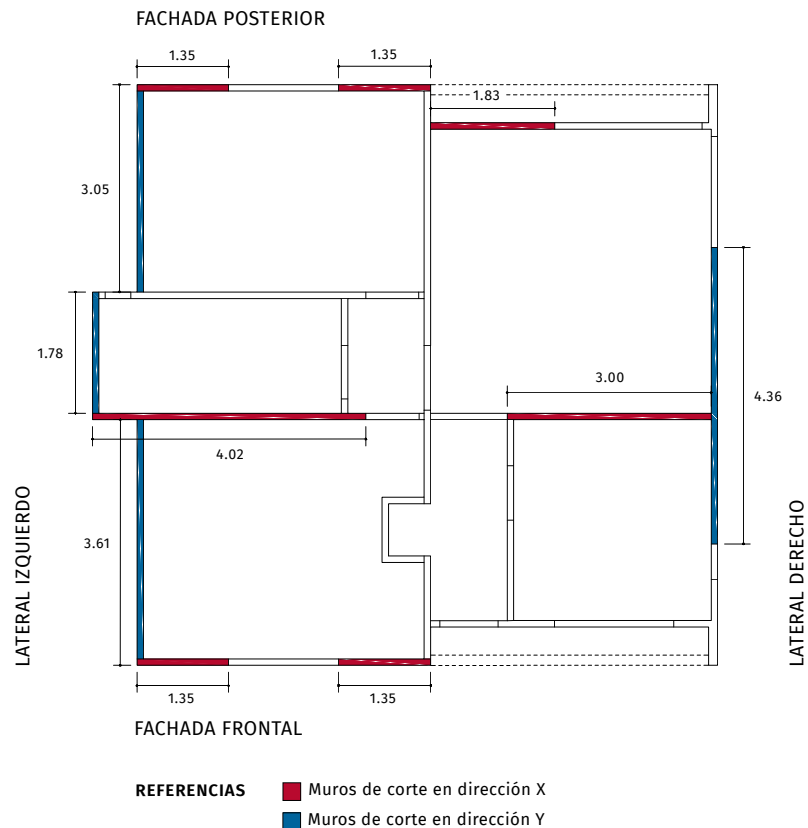 FACHADA POSTERIOR
1.35
1.35
1.83
3.05
1.78
3.00
4.36
4.02
3.61
LATERAL IZQUIERDO
LATERAL DERECHO
1.35
1.35
FACHADA FRONTAL
REFERENCIAS
Muros de corte en dirección X
Muros de corte en dirección Y